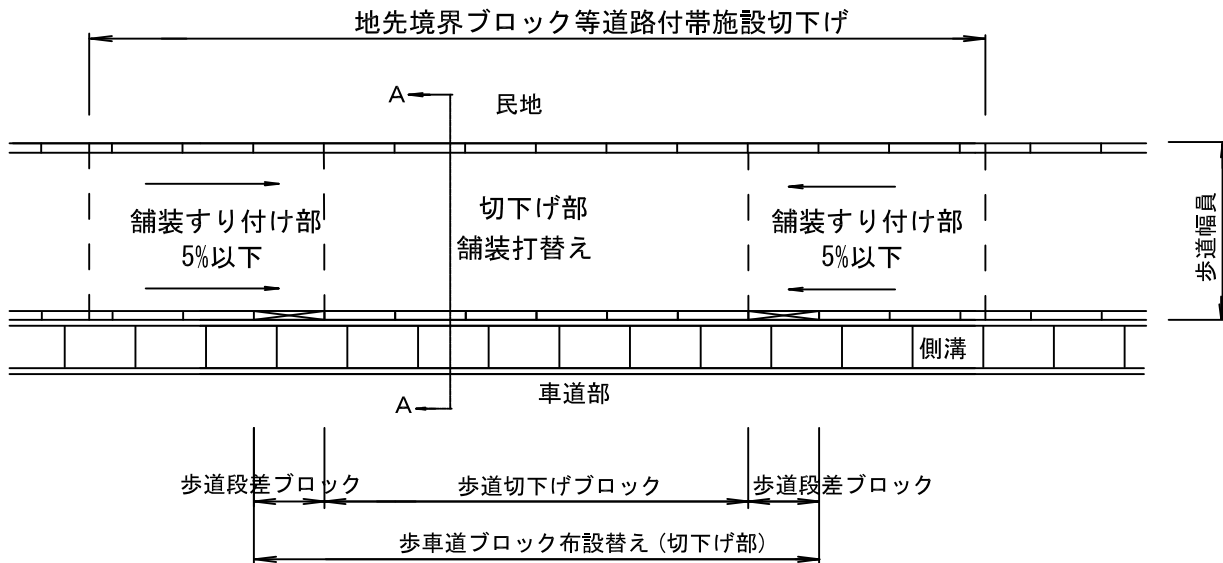 地先境界ブロック等道路付帯施設切下げ
A
民地
舗装すり付け部
5%以下
切下げ部
舗装打替え
舗装すり付け部
5%以下
歩道幅員
側溝
車道部
A
歩道段差ブロック
歩道切下げブロック
歩道段差ブロック
歩車道ブロック布設替え(切下げ部)